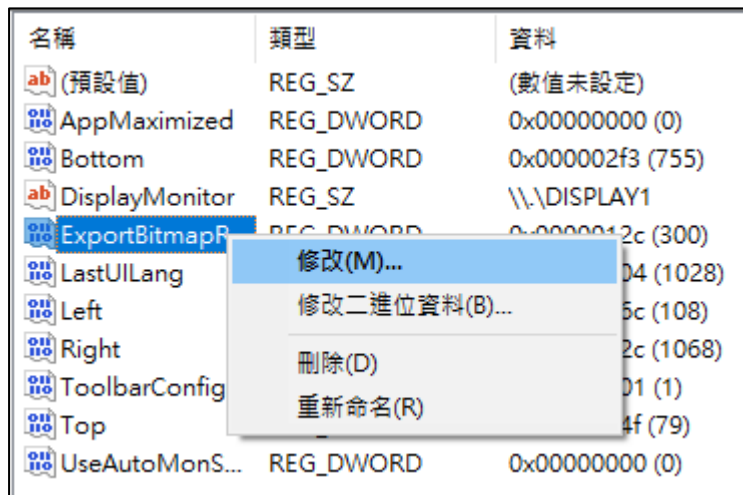 名稱 類型 資料
(預設值) REG_SZ (數值未設定)
AppMaximized REG_DWORD 0x00000000 (0)
Bottom REG_DWORD 0x000002f3 (755)
DisplayMonitor REG_SZ \\.\DISPLAY1
ExportBitmapR (300)
修改(M)...
LastUILang 04 (1028)
修改二進位資料(B)...
Left 6c (108)
Right 2c (1068)
刪除(D)
ToolbarConfig 01 (1)
重新命名(R)
Top 4f (79)
UseAutoMonS... REG_DWORD 0x00000000 (0)